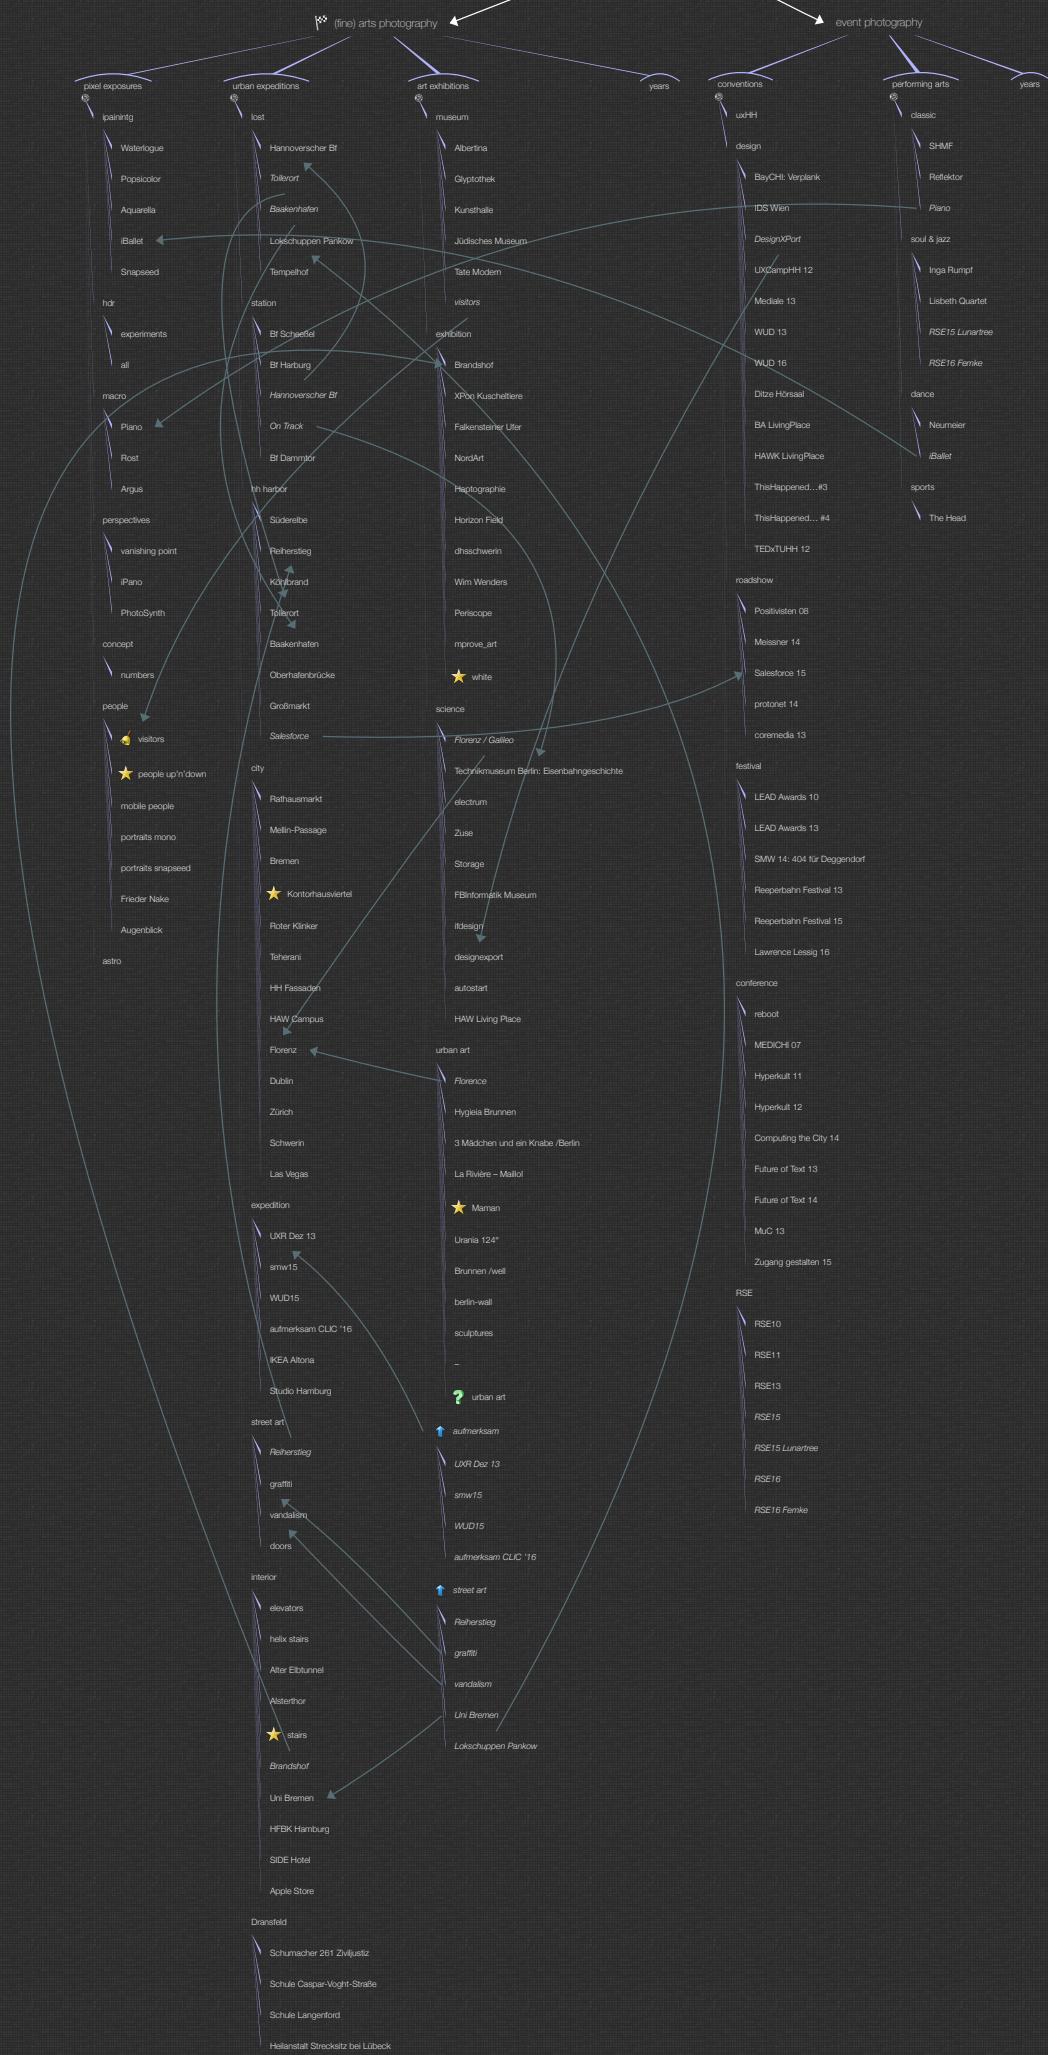 (fine) arts photography
event photography
pixel exposures
urban expeditions
art exhibitions
years
conventions
performing arts
years
ipainintg
Waterlogue
Popsicolor
Aquarella
iBallet
Snapseed
hdr
experiments
all
macro
Piano
Rost
Argus
perspectives
vanishing point
iPano
PhotoSynth
concept
numbers
people
visitors
people up'n'down
mobile people
portraits mono
portraits snapseed
Frieder Nake
Augenblick
astro
lost
Hannoverscher Bf
Tollerort
Baakenhafen
Lokschuppen Pankow
Tempelhof
station
Bf Scheeßel
Bf Harburg
Hannoverscher Bf
On Track
Bf Dammtor
hh harbor
Süderelbe
Reiherstieg
Köhlbrand
Tollerort
Baakenhafen
Oberhafenbrücke
Großmarkt
Salesforce
city
Rathausmarkt
Mellin-Passage
Bremen
Kontorhausviertel
Roter Klinker
Teherani
HH Fassaden
HAW Campus
Florenz
Dublin
Zürich
Schwerin
Las Vegas
expedition
UXR Dez 13
smw15
WUD15
aufmerksam CLIC '16
IKEA Altona
Studio Hamburg
street art
Reiherstieg
graffiti
vandalism
doors
interior
elevators
helix stairs
Alter Elbtunnel
Alsterthor
stairs
Brandshof
Uni Bremen
HFBK Hamburg
SIDE Hotel
Apple Store
Dransfeld
Schumacher 261 Ziviljustiz
Schule Caspar-Voght-Straße
Schule Langenford
Heilanstalt Strecksitz bei Lübeck
museum
Albertina
Glyptothek
Kunsthalle
Jüdisches Museum
Tate Modern
visitors
exhibition
Brandshof
XPon Kuscheltiere
Falkensteiner Ufer
NordArt
Haptographie
Horizon Field
dhsschwerin
Wim Wenders
Periscope
mprove_art
white
science
Florenz / Galileo
Technikmuseum Berlin: Eisenbahngeschichte
electrum
Zuse
Storage
FBInformatik Museum
ifdesign
designexport
autostart
HAW Living Place
urban art
Florence
Hygieia Brunnen
3 Mädchen und ein Knabe /Berlin
La Rivière – Maillol
Maman
Urania 124°
Brunnen /well
berlin-wall
sculptures
–
urban art
aufmerksam
UXR Dez 13
smw15
WUD15
aufmerksam CLIC '16
street art
Reiherstieg
graffiti
vandalism
Uni Bremen
Lokschuppen Pankow
uxHH
design
BayCHI: Verplank
IDS Wien
DesignXPort
UXCampHH 12
Mediale 13
WUD 13
WUD 16
Ditze Hörsaal
BA LivingPlace
HAWK LivingPlace
ThisHappened…#3
ThisHappened… #4
TEDxTUHH 12
roadshow
Positivisten 08
Meissner 14
Salesforce 15
protonet 14
coremedia 13
festival
LEAD Awards 10
LEAD Awards 13
SMW 14: 404 für Deggendorf
Reeperbahn Festival 13
Reeperbahn Festival 15
Lawrence Lessig 16
conference
reboot
MEDICHI 07
Hyperkult 11
Hyperkult 12
Computing the City 14
Future of Text 13
Future of Text 14
MuC 13
Zugang gestalten 15
RSE
RSE10
RSE11
RSE13
RSE15
RSE15 Lunartree
RSE16
RSE16 Femke
classic
SHMF
Reflektor
Piano
soul & jazz
Inga Rumpf
Lisbeth Quartet
RSE15 Lunartree
RSE16 Femke
dance
Neumeier
iBallet
sports
The Head